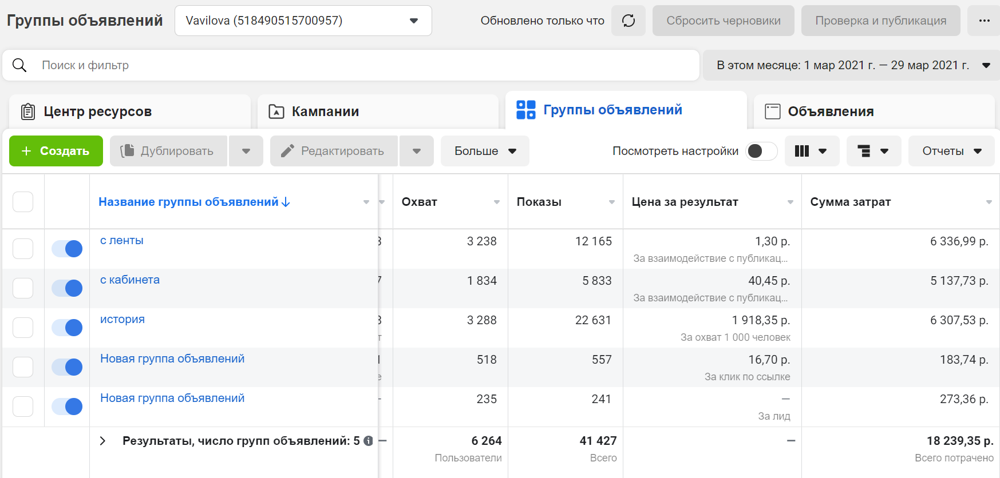 Группы объявлений Vavilova (518490515700957) Обновлено только что Сбросить черновики Проверка и публикация
Поиск и фильтр В этом месяце: 1 мар 2021 г. — 29 мар 2021 г.
Центр ресурсов Кампании Группы объявлений Объявления
+ Создать Дублировать Редактировать Больше Посмотреть настройки Отчеты
Название группы объявлений Охват Показы Цена за результат Сумма затрат
с ленты 3 238 12 165 1,30 р. 6 336,99 р.
За взаимодействие с публикац...
с кабинета 1 834 5 833 40,45 р. 5 137,73 р.
За взаимодействие с публикац...
история 3 288 22 631 1 918,35 р. 6 307,53 р.
За охват 1 000 человек
Новая группа объявлений 518 557 16,70 р. 183,74 р.
За клик по ссылке
Новая группа объявлений 235 241 — 273,36 р.
За лид
Результаты, число групп объявлений: 5 — 6 264 41 427 — 18 239,35 р.
Пользователи Всего Всего потрачено